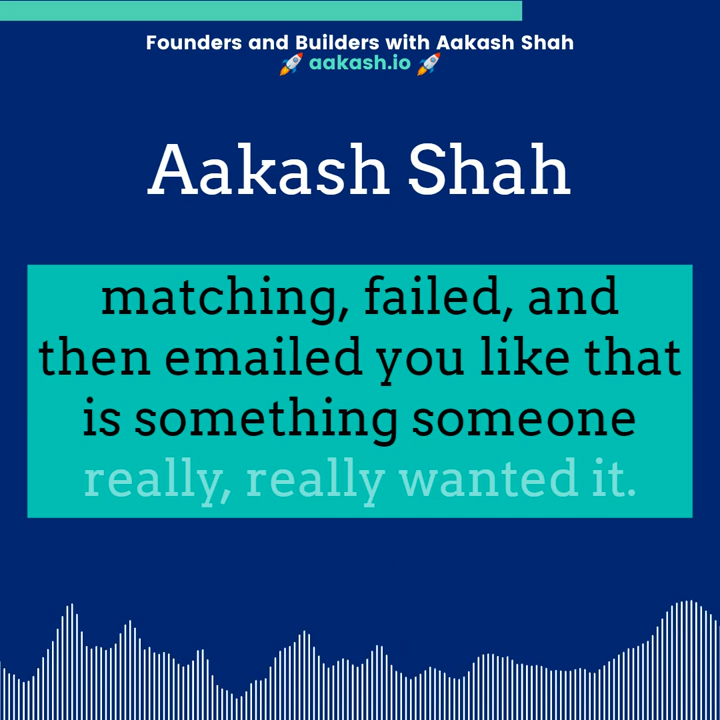 Founders and Builders with Aakash Shah
🚀 aakash.io 🚀
Aakash Shah
matching, failed, and
then emailed you like that
is something someone
really, really wanted it.